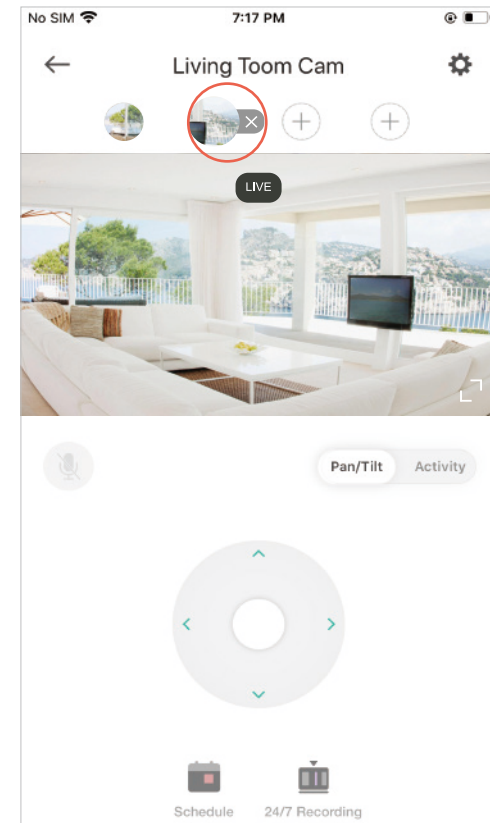 No SIM 7:17 PM
Living Toom Cam
LIVE
Pan/Tilt Activity
Schedule 24/7 Recording